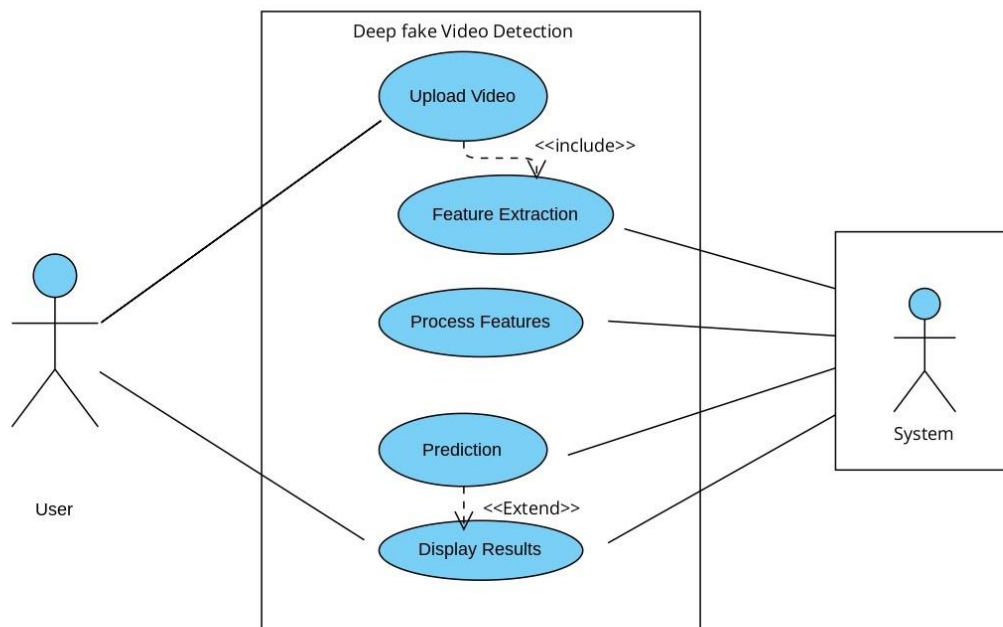 Deep fake Video Detection
Upload Video
<<include>>
Feature Extraction
Process Features
Prediction
System
<<Extend>>
User
Display Results